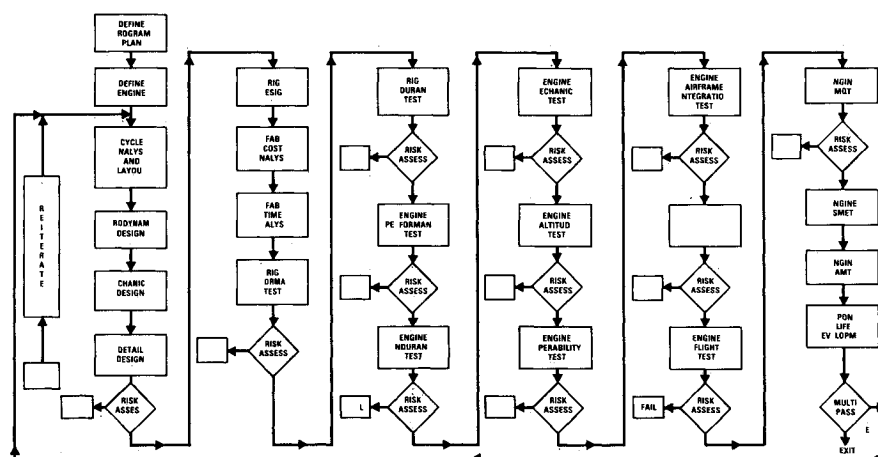 DEFINE
ROGRAM
PLAN
DEFINE
ENGINE
CYCLE
NALYS
AND
LAYOU
RODYNAM
DESIGN
CHANIC
DESIGN
DETAIL
DESIGN
RISK
ASSES
REITERATE
RIG
ESIG
FAB
COST
NALYS
FAB
TIME
ALYS
RIG
ORMA
TEST
RISK
ASSESS
RIG
DURAN
TEST
RISK
ASSESS
ENGINE
PE FORMAN
TEST
RISK
ASSESS
ENGINE
NDURAN
TEST
L
RISK
ASSESS
ENGINE
ECHANIC
TEST
RISK
ASSESS
ENGINE
ALTITUD
TEST
RISK
ASSESS
ENGINE
PERABILITY
TEST
RISK
ASSESS
ENGINE
AIRFRAME
NTEGRATIO
TEST
RISK
ASSESS
RISK
ASSESS
ENGINE
FLIGHT
TEST
FAIL
RISK
ASSESS
NGIN
MQT
RISK
ASSESS
NGINE
SMET
NGIN
AMT
PON
LIFE
EV LOPM
MULTI
PASS
E
EXIT